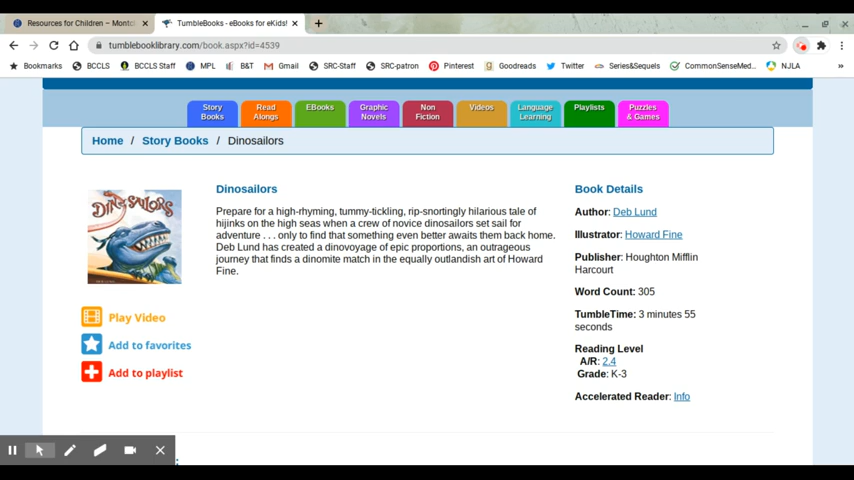 Resources for Children – Montcl
TumbleBooks - eBooks for eKids!
tumblebooklibrary.com/book.aspx?id=4539
Bookmarks
BCCLS
BCCLS Staff
MPL
B&T
Gmail
SRC-Staff
SRC-patron
Pinterest
Goodreads
Twitter
Series&Sequels
CommonSenseMed...
NJLA
»
Story Books
Read Alongs
EBooks
Graphic Novels
Non Fiction
Videos
Language Learning
Playlists
Puzzles & Games
Home / Story Books / Dinosailors
DINOSAILORS
Dinosailors
Prepare for a high-rhyming, tummy-tickling, rip-snortingly hilarious tale of
hijinks on the high seas when a crew of novice dinosailors set sail for
adventure . . . only to find that something even better awaits them back home.
Deb Lund has created a dinovoyage of epic proportions, an outrageous
journey that finds a dinomite match in the equally outlandish art of Howard
Fine.
Play Video
Add to favorites
Add to playlist
Book Details
Author: Deb Lund
Illustrator: Howard Fine
Publisher: Houghton Mifflin
Harcourt
Word Count: 305
TumbleTime: 3 minutes 55
seconds
Reading Level
A/R: 2.4
Grade: K-3
Accelerated Reader: Info